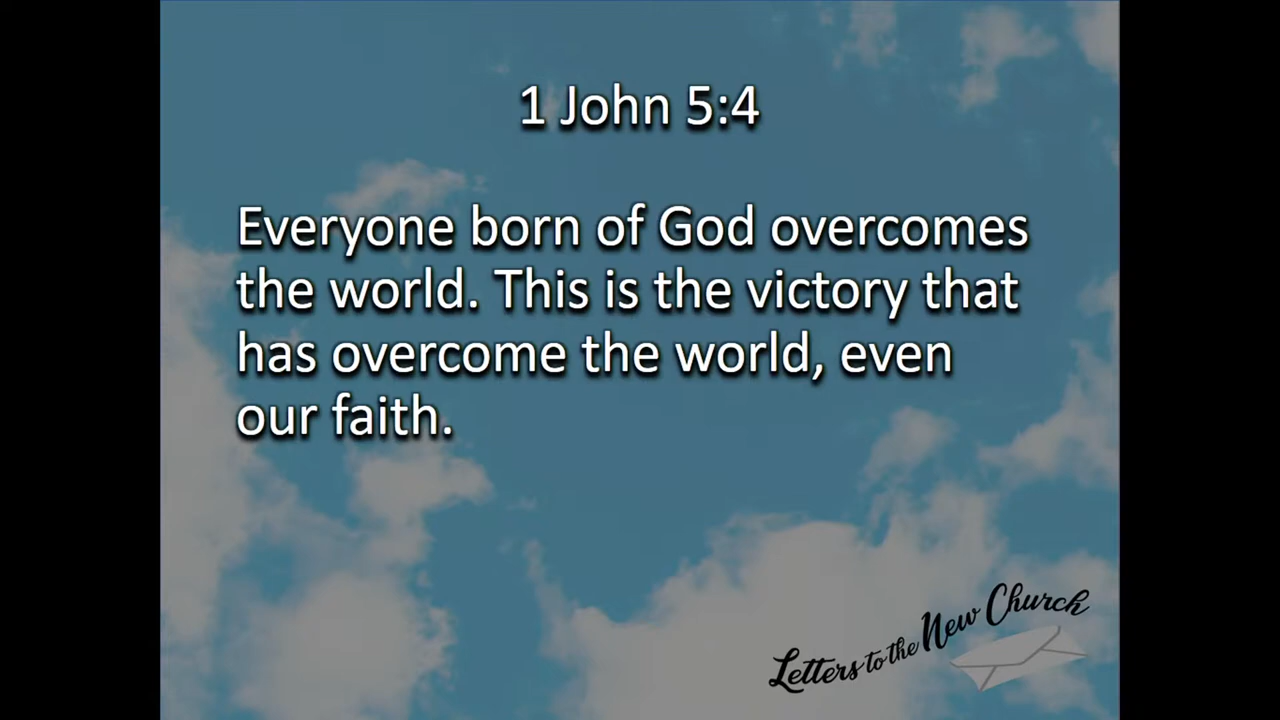 1 John 5:4
Everyone born of God overcomes
the world. This is the victory that
has overcome the world, even
our faith.
Letters to the New Church